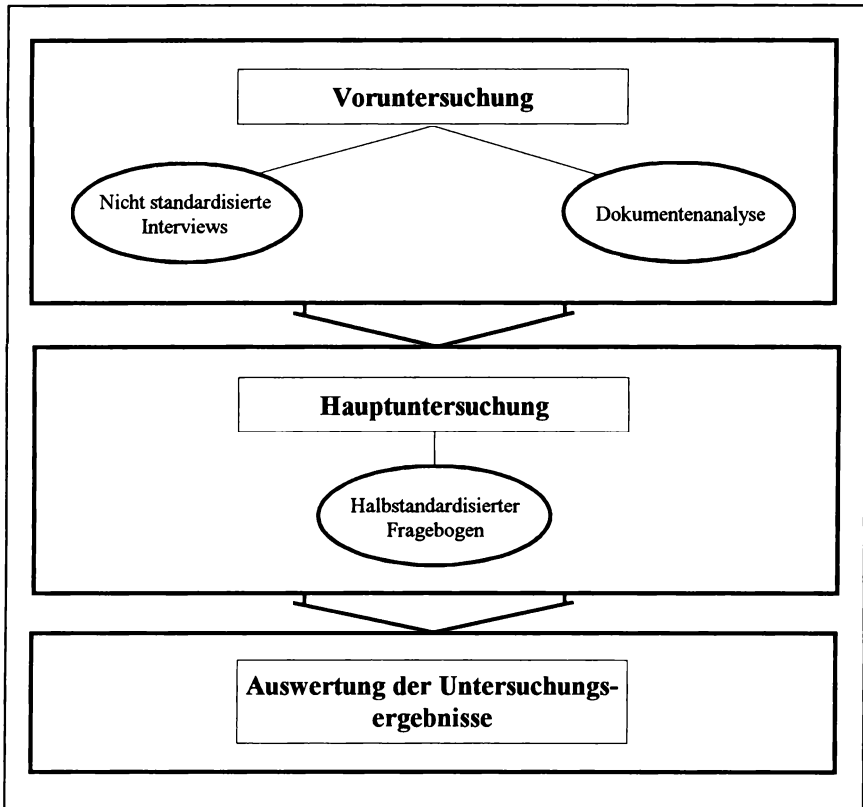 Voruntersuchung
Nicht standardisierte
Interviews
Dokumentenanalyse
Hauptuntersuchung
Halbstandardisierter
Fragebogen
Auswertung der Untersuchungs-
ergebnisse